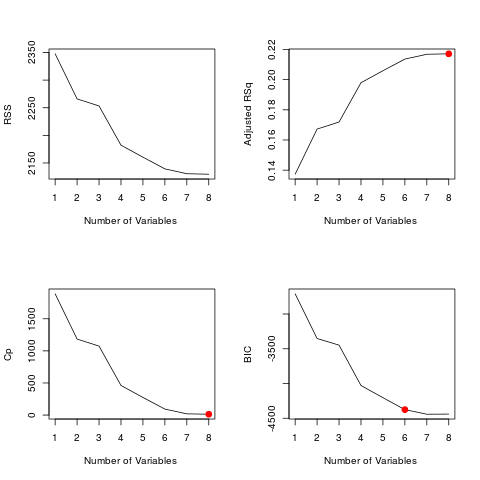 RSS
2150 2250 2350
1 2 3 4 5 6 7 8
Number of Variables
Adjusted RSq
0.14 0.16 0.18 0.20 0.22
1 2 3 4 5 6 7 8
Number of Variables
Cp
0 500 1000 1500
1 2 3 4 5 6 7 8
Number of Variables
BIC
-4500 -3500
1 2 3 4 5 6 7 8
Number of Variables